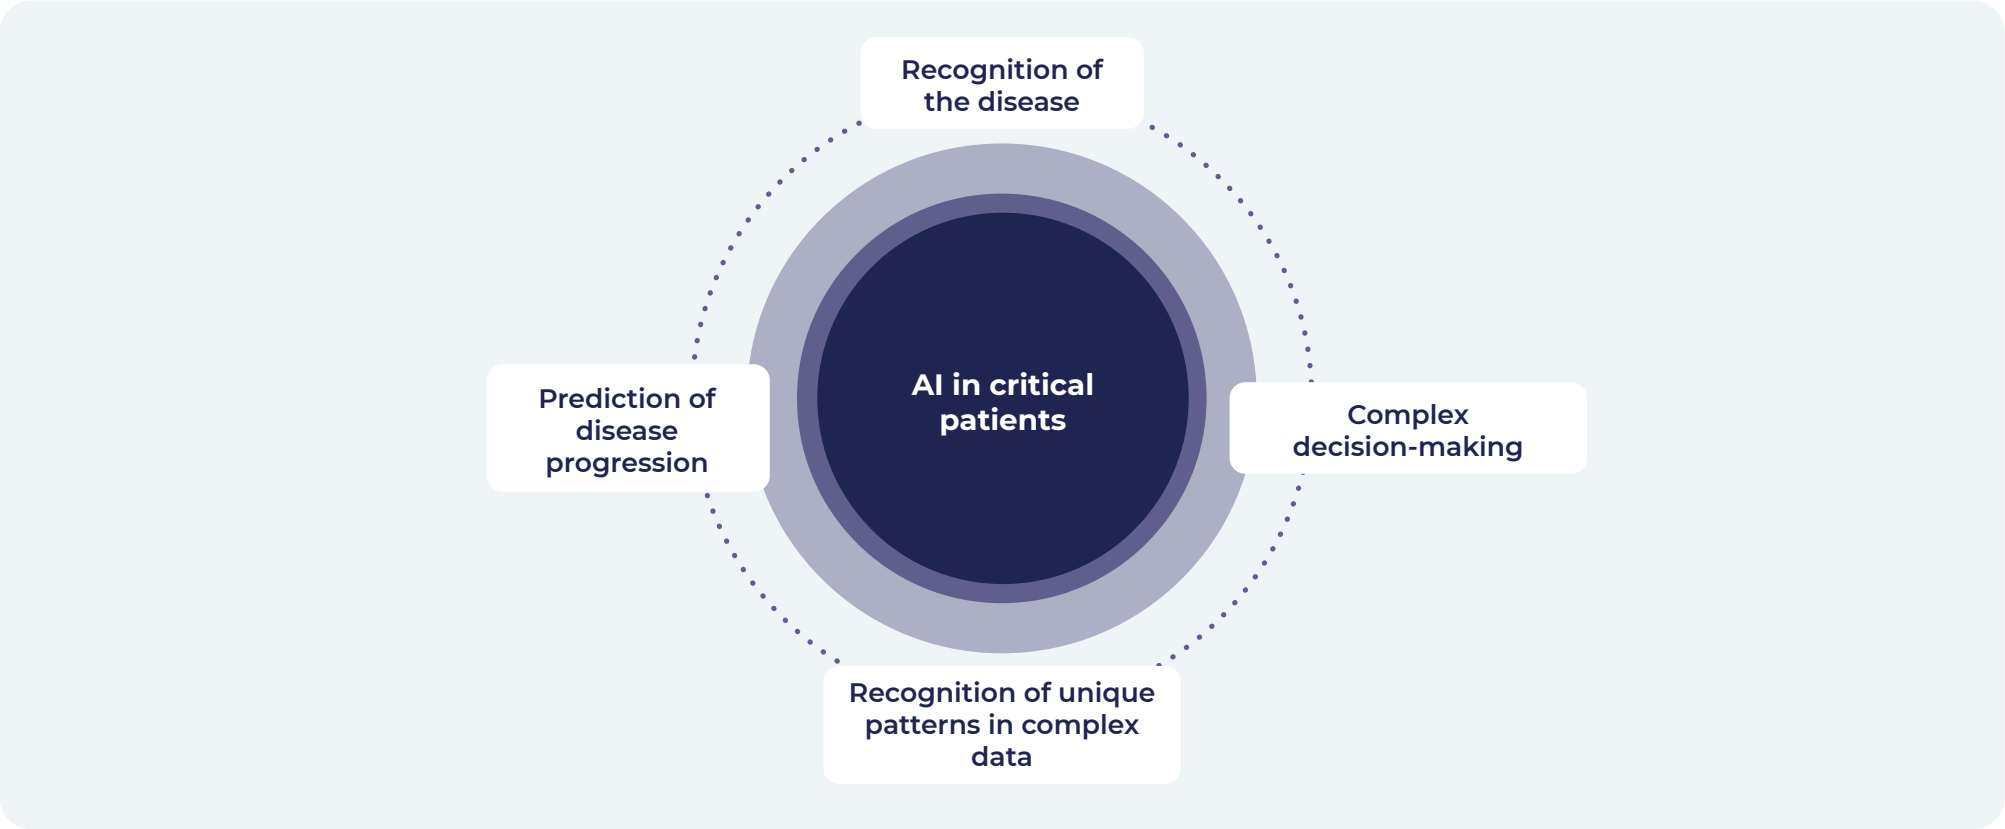 Recognition of
the disease
Prediction of
disease
progression
AI in critical
patients
Complex
decision-making
Recognition of unique
patterns in complex
data